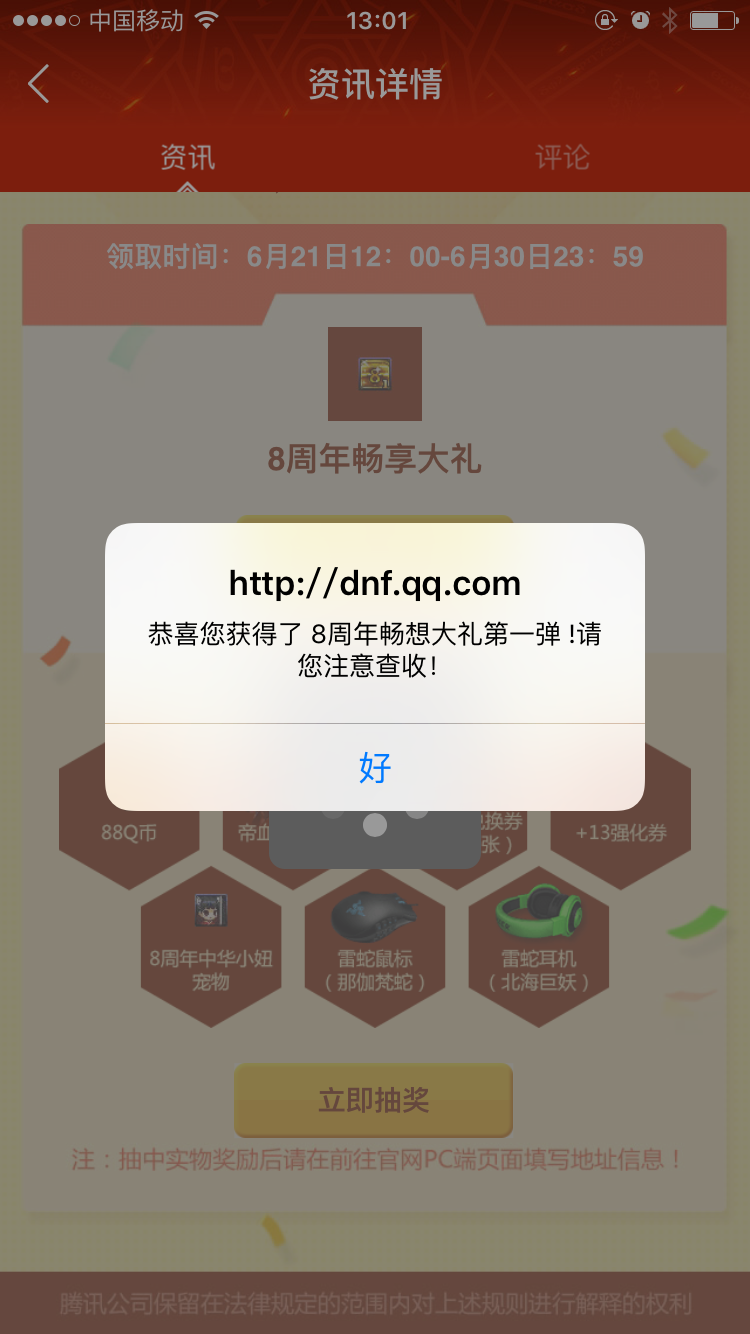 中国移动
13:01
资讯详情
资讯
评论
领取时间：6月21日12：00-6月30日23：59
8周年畅享大礼
http://dnf.qq.com
恭喜您获得了 8周年畅想大礼第一弹 !请
您注意查收！
好
88Q币
帝血
换券
张）
+13强化券
8周年中华小妞
宠物
雷蛇鼠标
（那伽梵蛇）
雷蛇耳机
（北海巨妖）
立即抽奖
注：抽中实物奖励后请在前往官网PC端页面填写地址信息！
腾讯公司保留在法律规定的范围内对上述规则进行解释的权利